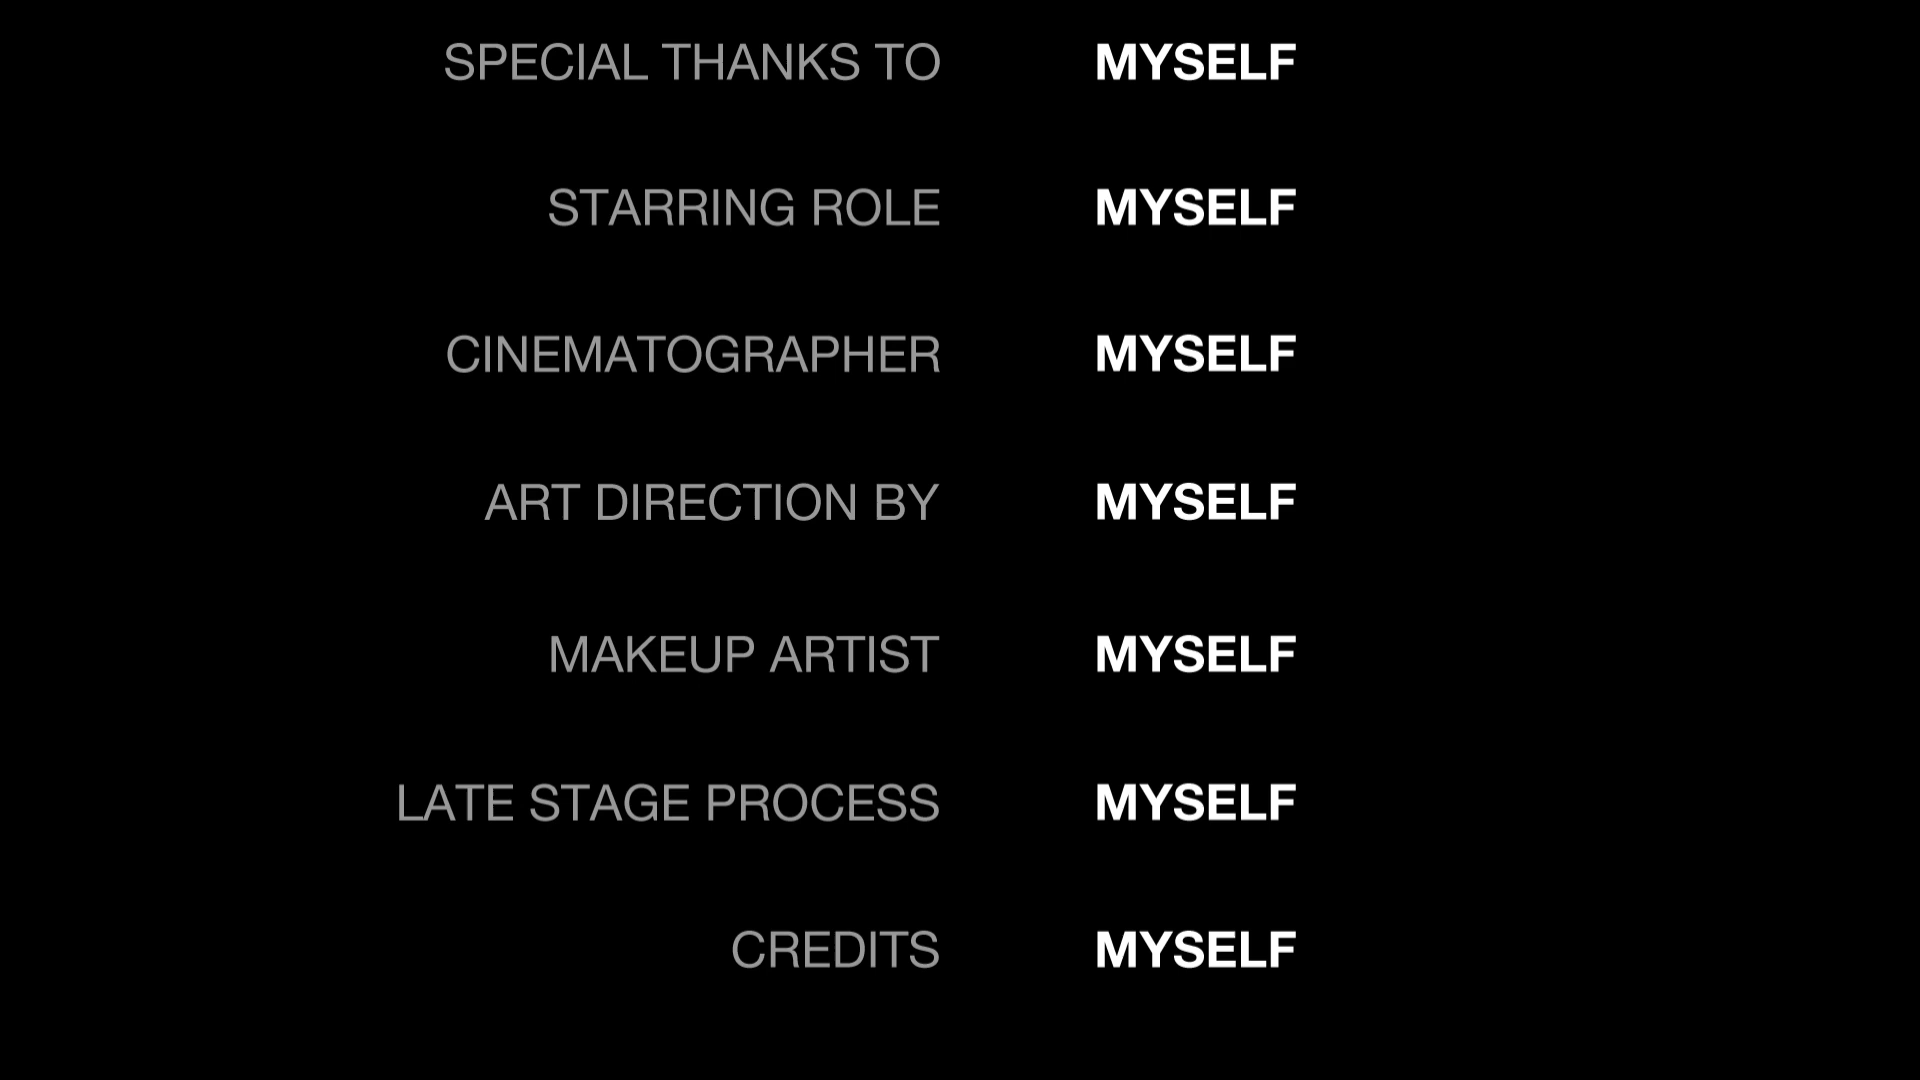 SPECIAL THANKS TO MYSELF
STARRING ROLE MYSELF
CINEMATOGRAPHER MYSELF
ART DIRECTION BY MYSELF
MAKEUP ARTIST MYSELF
LATE STAGE PROCESS MYSELF
CREDITS MYSELF